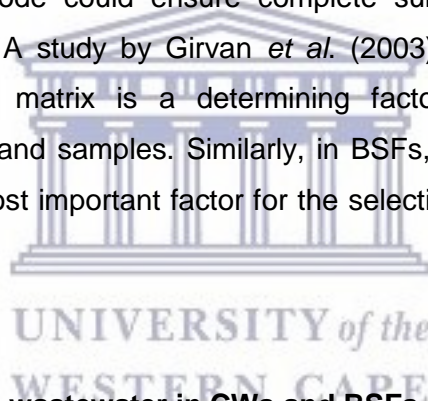 ode could ensure complete su
A study by Girvan et al. (2003)
matrix is a determining facto
and samples. Similarly, in BSFs,
ost important factor for the selecti
UNIVERSITY of the
wastewater in CWs and BSFs
WESTERN CAPE